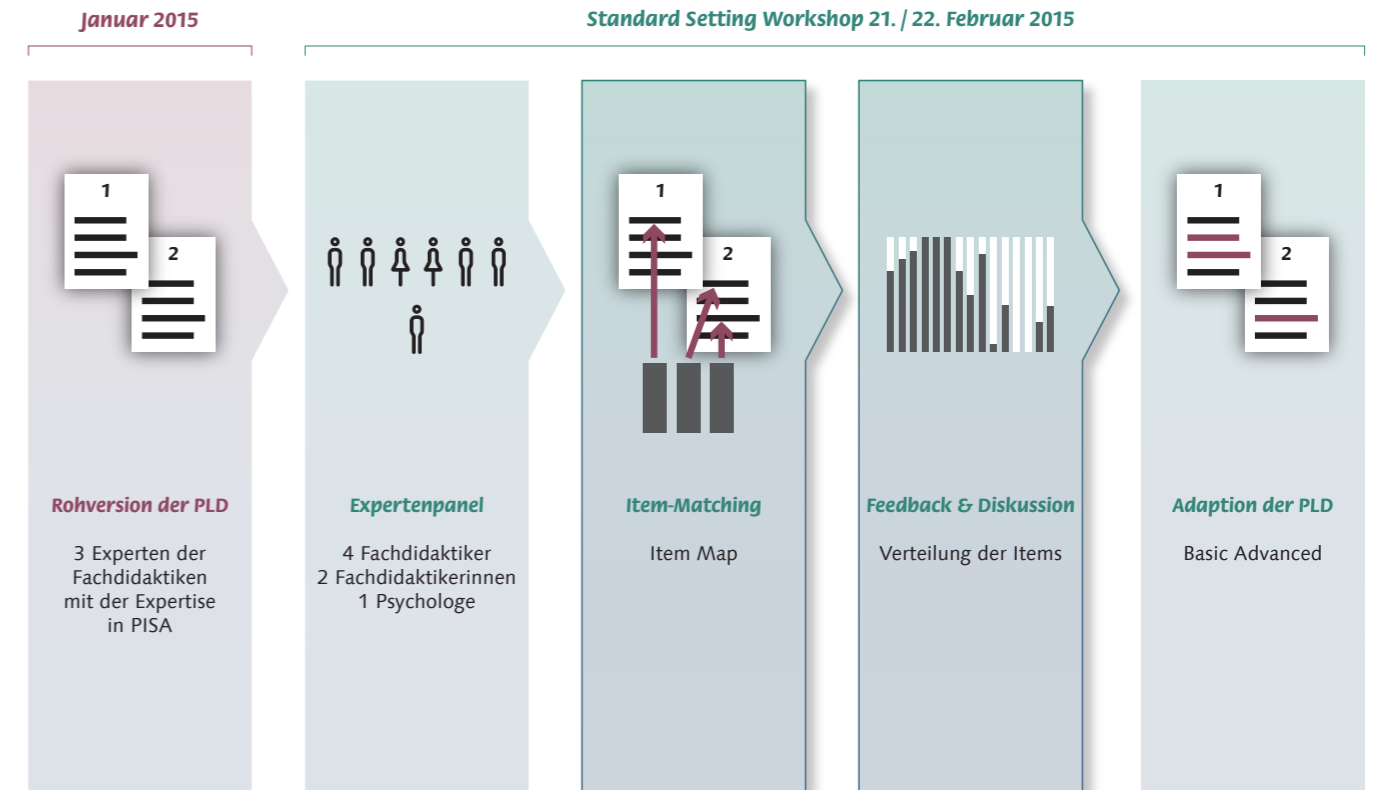 Januar 2015
Standard Setting Workshop 21. / 22. Februar 2015
1
2
Rohversion der PLD
3 Experten der
Fachdidaktiken
mit der Expertise
in PISA
Expertenpanel
4 Fachdidaktiker
2 Fachdidaktikerinnen
1 Psychologe
1
2
Item-Matching
Item Map
Feedback & Diskussion
Verteilung der Items
1
2
Adaption der PLD
Basic Advanced